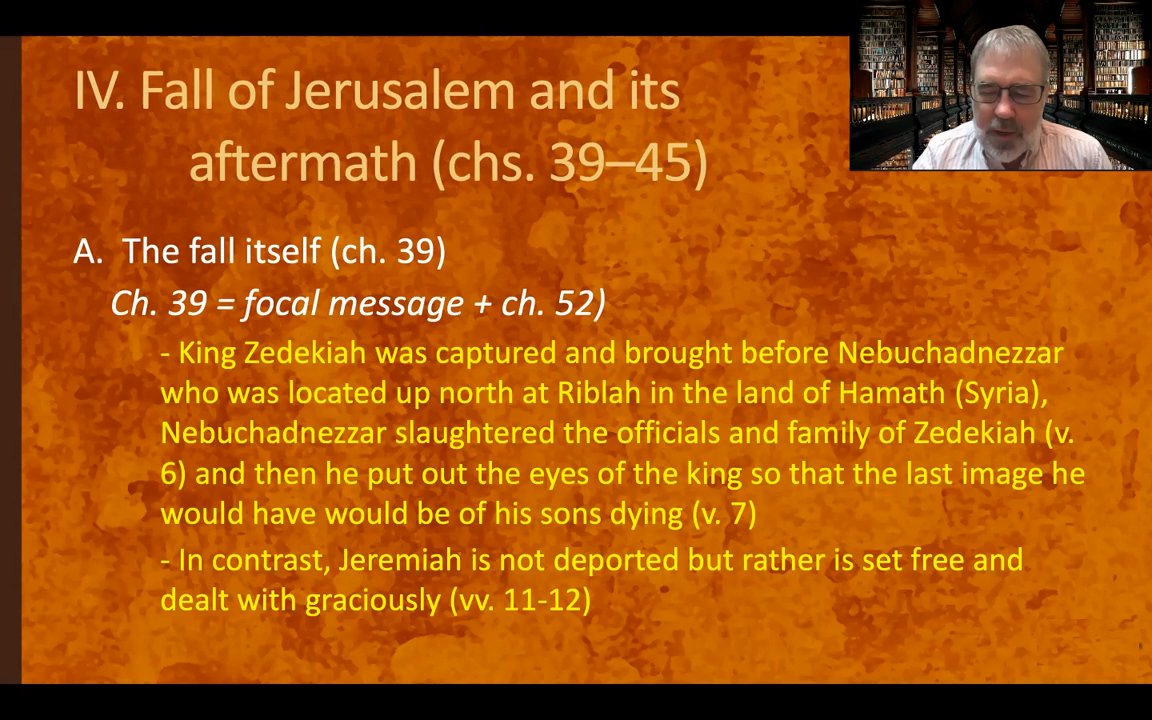 IV. Fall of Jerusalem and its
aftermath (chs. 39–45)
A. The fall itself (ch. 39)
Ch. 39 = focal message + ch. 52)
- King Zedekiah was captured and brought before Nebuchadnezzar
who was located up north at Riblah in the land of Hamath (Syria),
Nebuchadnezzar slaughtered the officials and family of Zedekiah (v.
6) and then he put out the eyes of the king so that the last image he
would have would be of his sons dying (v. 7)
- In contrast, Jeremiah is not deported but rather is set free and
dealt with graciously (vv. 11-12)